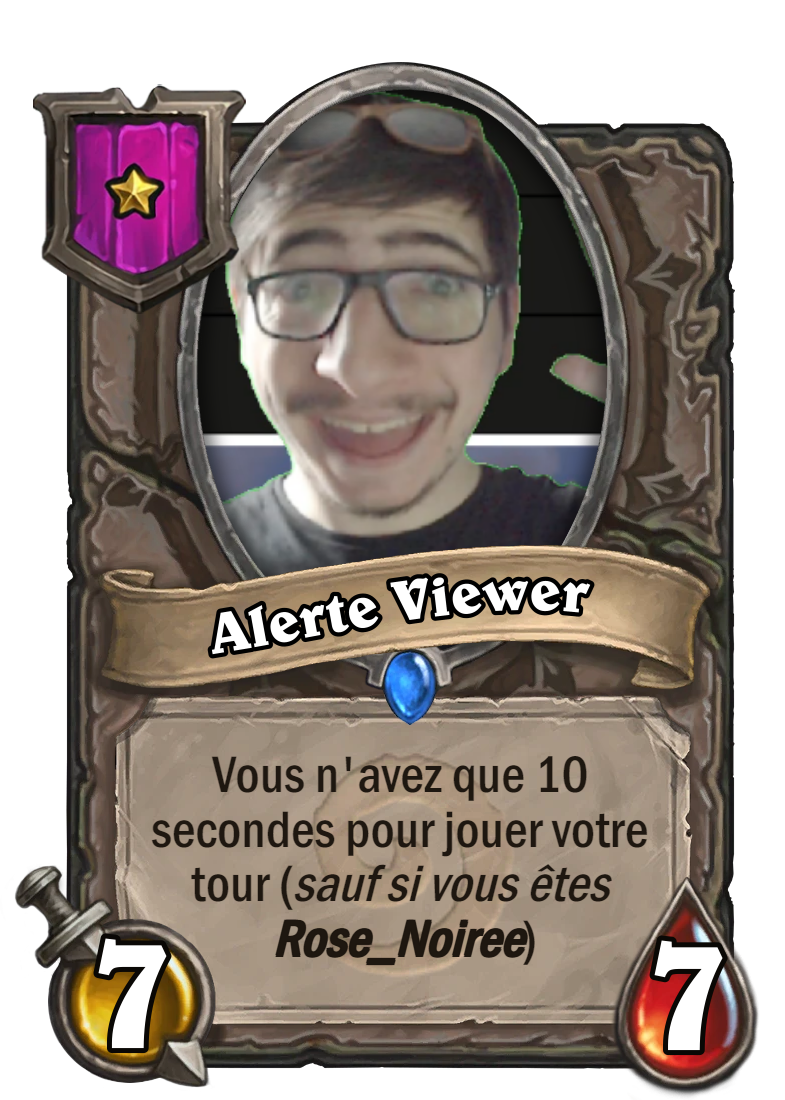 Alerte Viewer
Vous n'avez que 10
secondes pour jouer votre
tour (sauf si vous êtes
Rose_Noiree)
7
7